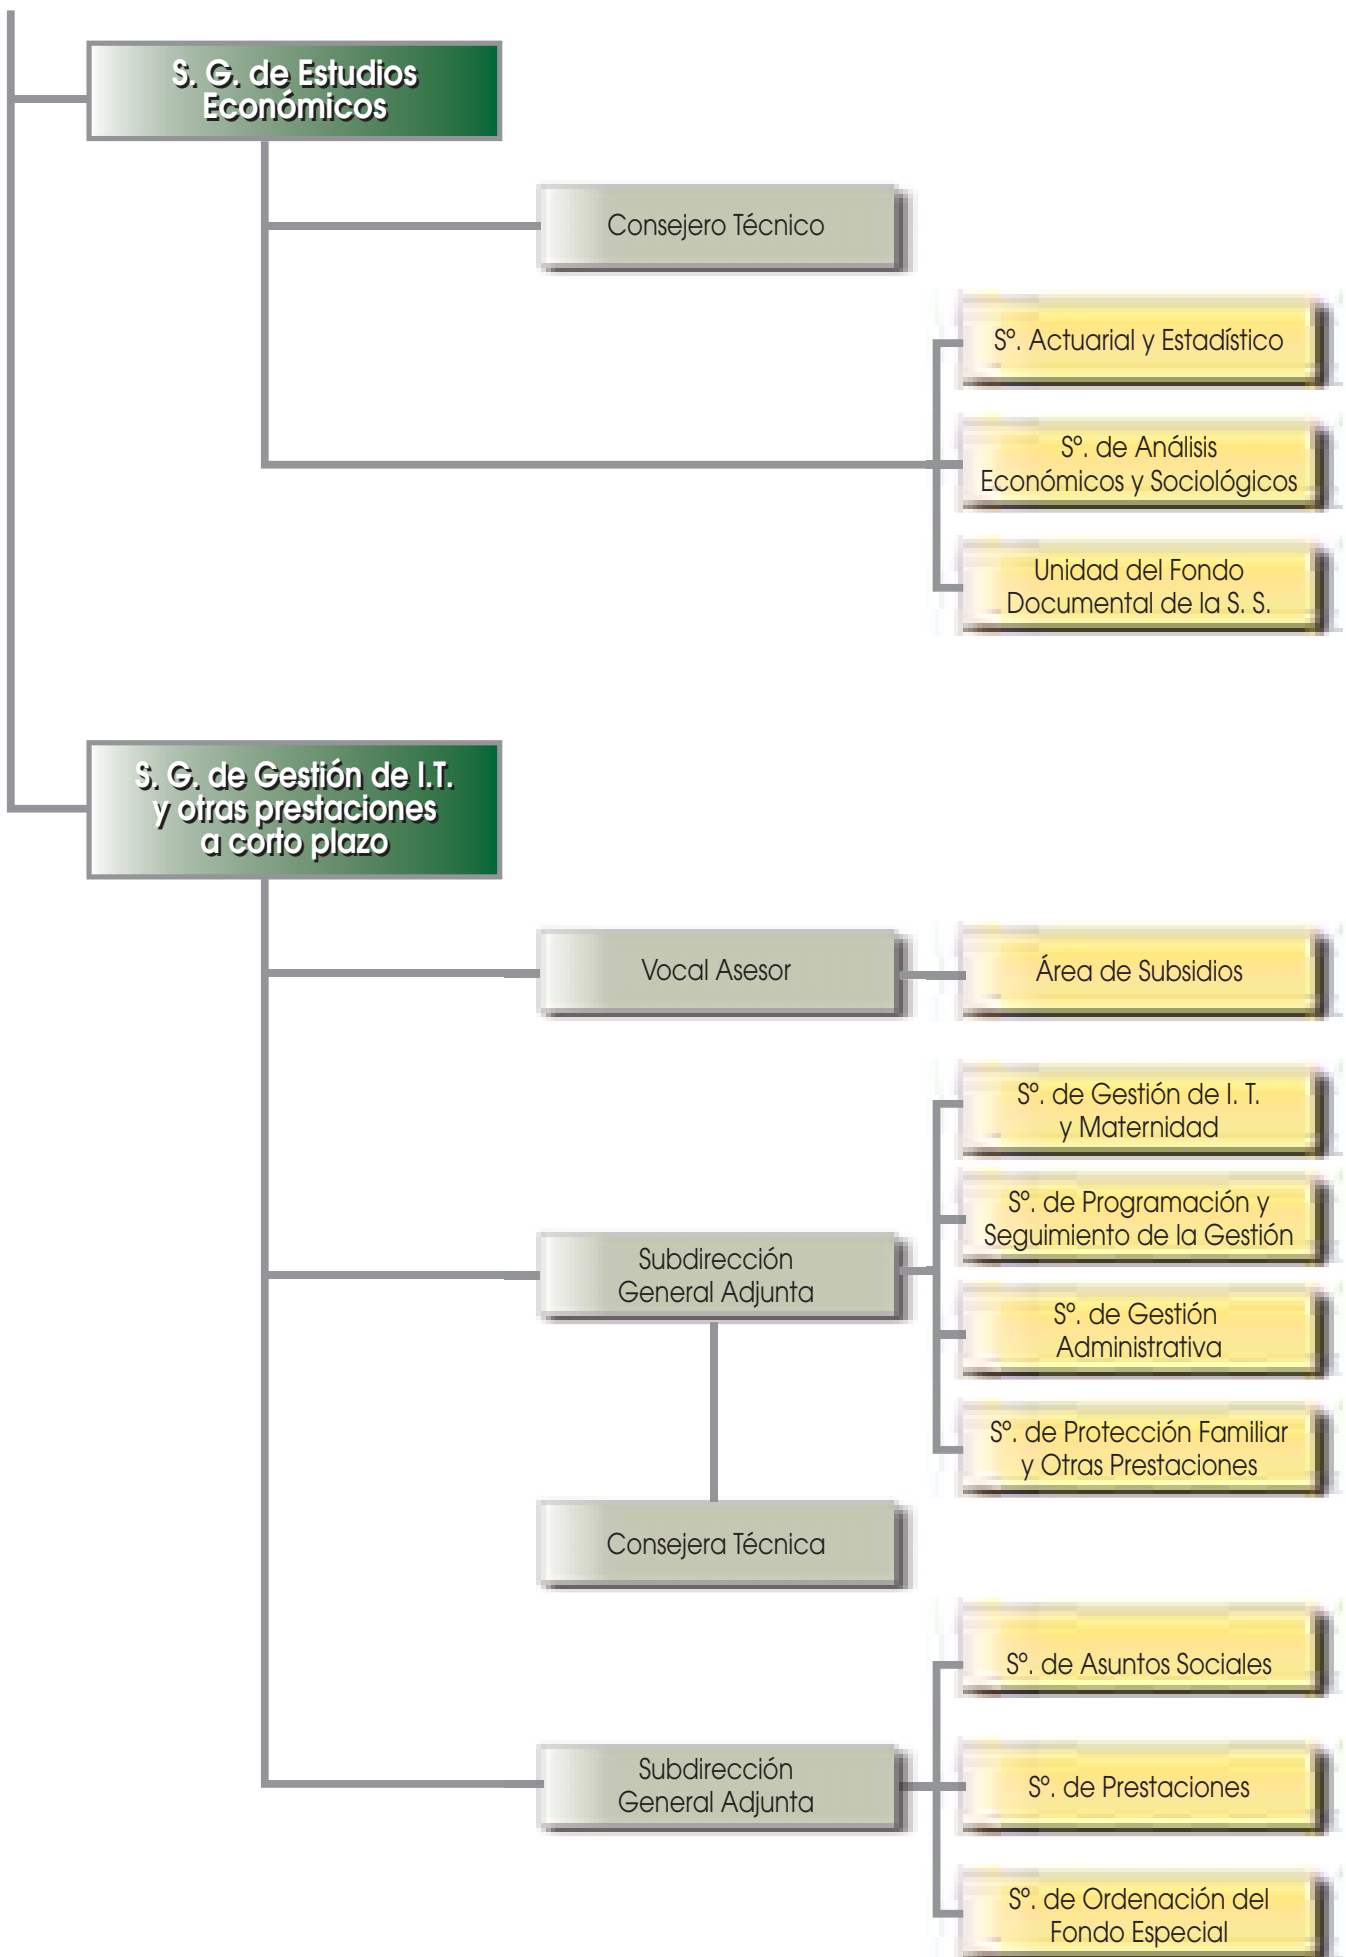 S. G. de Estudios
Económicos
Consejero Técnico
Sº. Actuarial y Estadístico
Sº. de Análisis
Económicos y Sociológicos
Unidad del Fondo
Documental de la S. S.
S. G. de Gestión de I.T.
y otras prestaciones
a corto plazo
Vocal Asesor
Área de Subsidios
Sº. de Gestión de I. T.
y Maternidad
Sº. de Programación y
Seguimiento de la Gestión
Subdirección
General Adjunta
Sº. de Gestión
Administrativa
Sº. de Protección Familiar
y Otras Prestaciones
Consejera Técnica
Sº. de Asuntos Sociales
Subdirección
General Adjunta
Sº. de Prestaciones
Sº. de Ordenación del
Fondo Especial